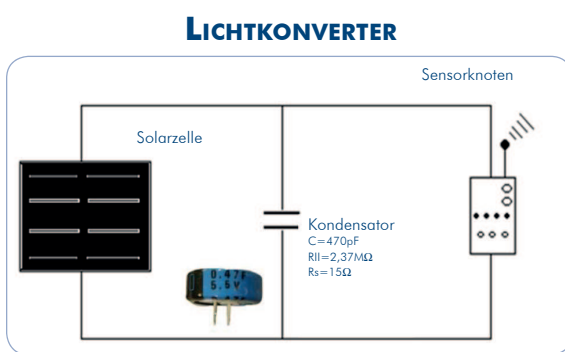 LICHTKONVERTER
Sensorknoten
Solarzelle
Kondensator
C=470pF
RII=2,37MΩ
Rs=15Ω
0.47F
5.5V